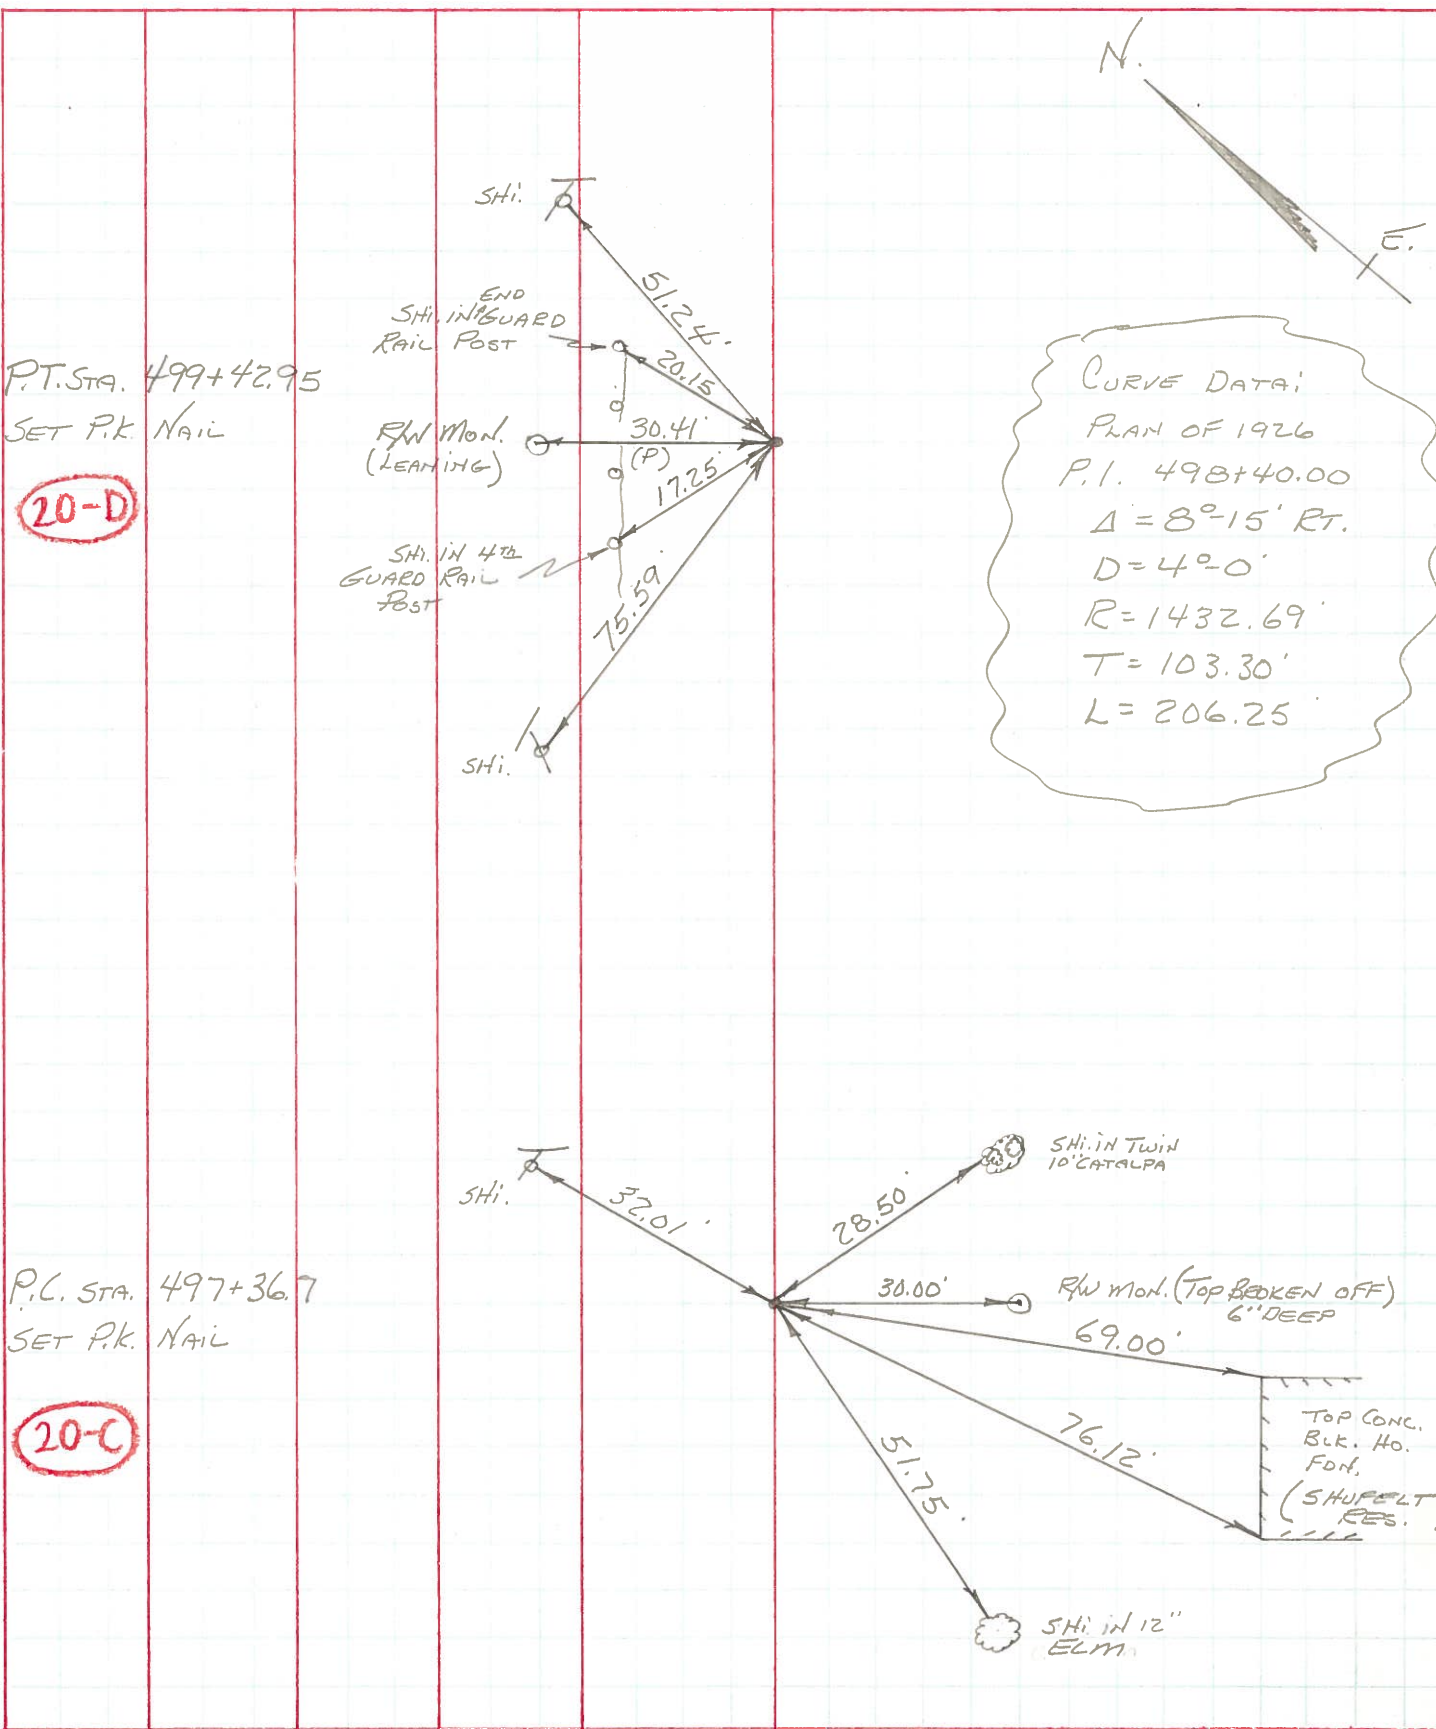 N.
E.
SHI.
51.24'
END
SHI. IN GUARD
RAIL POST
20.15
P.T. STA. 499+42.95
SET P.K. NAIL
20-D
R/W MON.
(LEANING)
30.41'
(P)
17.25'
SHI. IN 4TH
GUARD RAIL
POST
75.59'
SHI.
CURVE DATA:
PLAN OF 1926
P.I. 498+40.00
Δ = 8°-15' RT.
D = 4°-0'
R = 1432.69'
T = 103.30'
L = 206.25'
SHI.
32.01'
28.50'
SHI. IN TWIN
10" CATALPA
P.C. STA. 497+36.7
SET P.K. NAIL
20-C
30.00'
R/W MON. (TOP BROKEN OFF)
6" DEEP
69.00'
76.12'
51.75'
TOP CONC.
BLK. HO.
FDN.
(SHUFELT
RES.
SHI. IN 12"
ELM